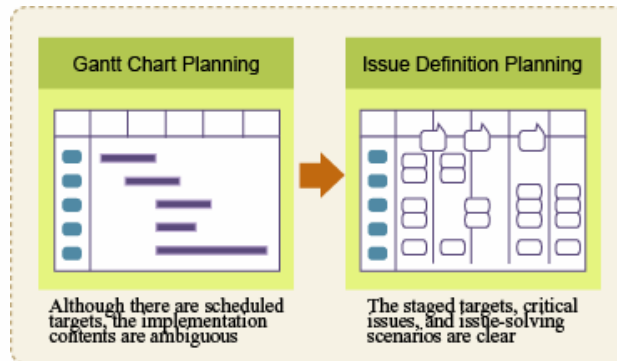 Gantt Chart Planning
Issue Definition Planning
Although there are scheduled
targets, the implementation
contents are ambiguous
The staged targets, critical
issues, and issue-solving
scenarios are clear